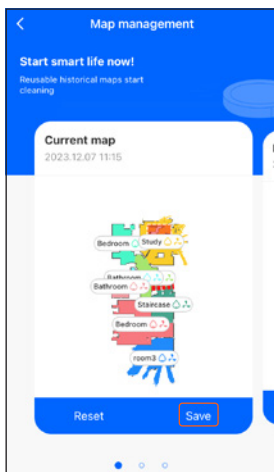 Map management
Start smart life now!
Reusable historical maps start
cleaning
Current map
2023.12.07 11:15
Bedroom
Study
Bathroom
Bathroom
Staircase
Bedroom
room3
Reset
Save